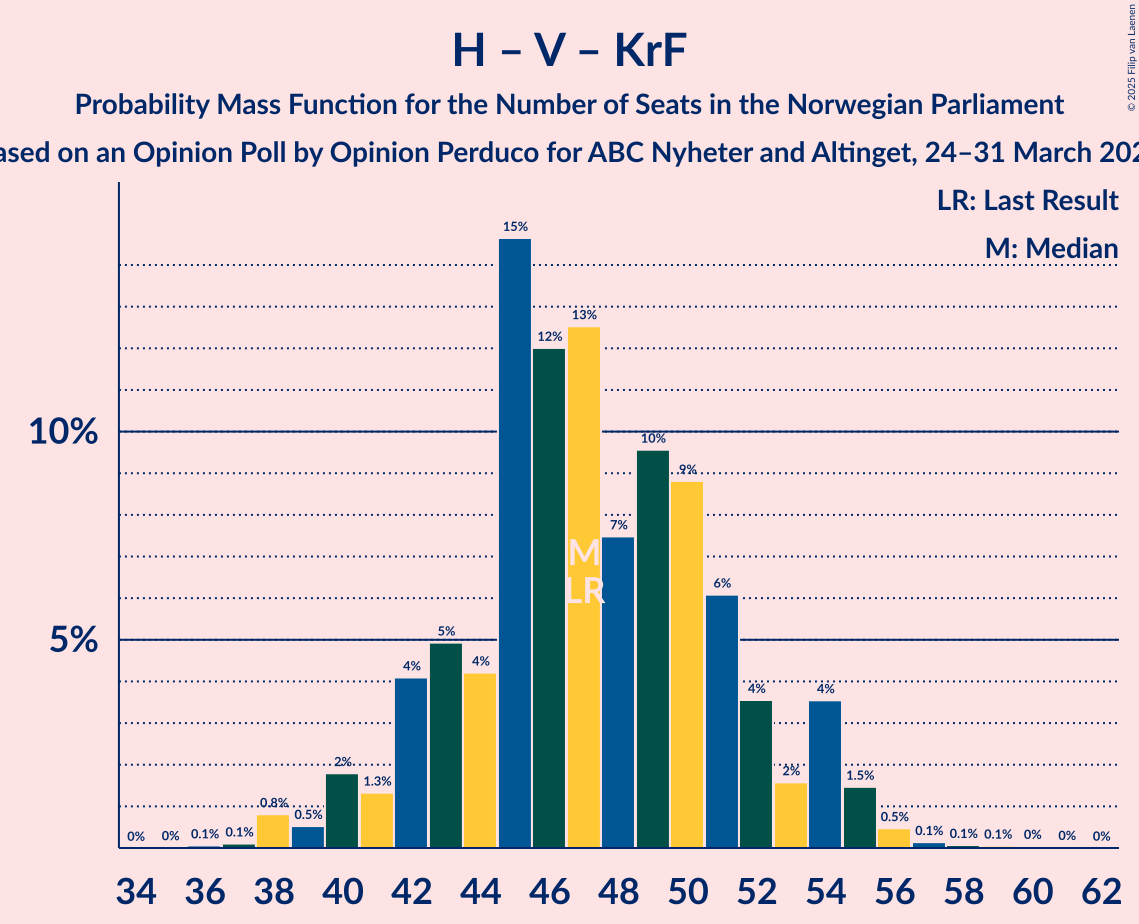 H – V – KrF
Probability Mass Function for the Number of Seats in the Norwegian Parliament
on an Opinion Poll by Opinion Perduco for ABC Nyheter and Altinget, 24–31 March
© 2025 Filip van Laenen
LR: Last Result
M: Median
15%
13%
12%
10%
10%
9%
7%
M
LR
6%
5%
5%
4%
4%
4%
4%
2%
2%
1.3%
1.5%
0.8%
0.5%
0.5%
0% 0% 0.1% 0.1%
0.1% 0.1% 0.1% 0% 0% 0%
34 36 38 40 42 44 46 48 50 52 54 56 58 60 62